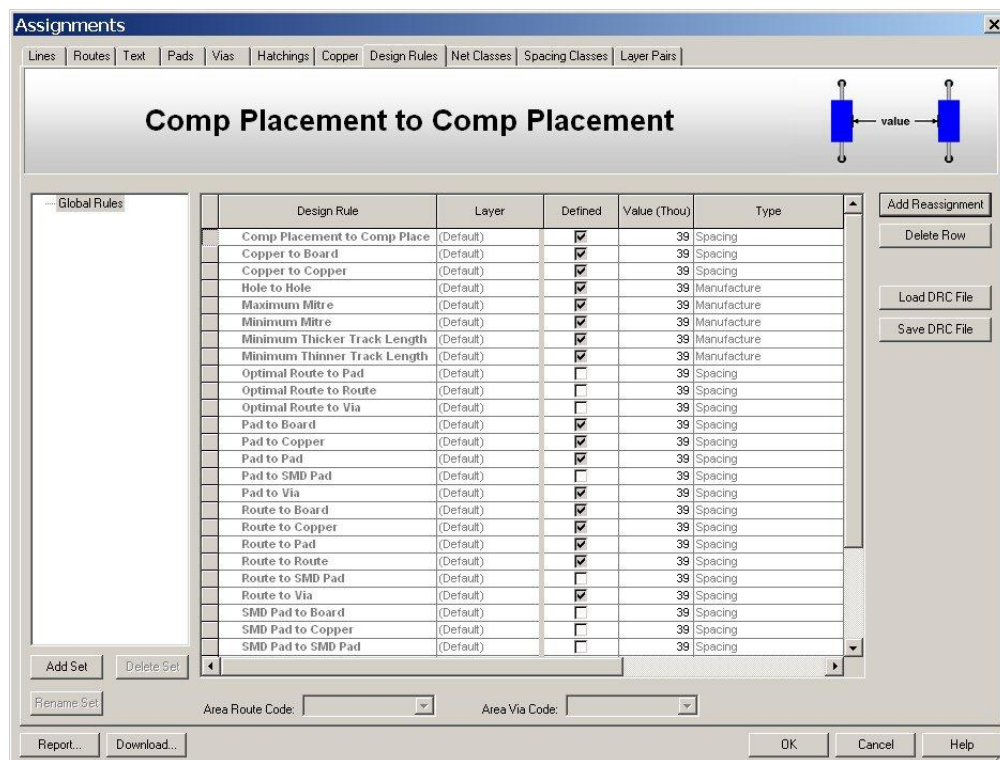 Assignments
Lines Routes Text Pads Vias Hatchings Copper Design Rules Net Classes Spacing Classes Layer Pairs
Comp Placement to Comp Placement
value
Global Rules
Design Rule Layer Defined Value (Thou) Type
Comp Placement to Comp Place (Default) 39 Spacing
Copper to Board (Default) 39 Spacing
Copper to Copper (Default) 39 Spacing
Hole to Hole (Default) 39 Manufacture
Maximum Mitre (Default) 39 Manufacture
Minimum Mitre (Default) 39 Manufacture
Minimum Thicker Track Length (Default) 39 Manufacture
Minimum Thinner Track Length (Default) 39 Manufacture
Optimal Route to Pad (Default) 39 Spacing
Optimal Route to Route (Default) 39 Spacing
Optimal Route to Via (Default) 39 Spacing
Pad to Board (Default) 39 Spacing
Pad to Copper (Default) 39 Spacing
Pad to Pad (Default) 39 Spacing
Pad to SMD Pad (Default) 39 Spacing
Pad to Via (Default) 39 Spacing
Route to Board (Default) 39 Spacing
Route to Copper (Default) 39 Spacing
Route to Pad (Default) 39 Spacing
Route to Route (Default) 39 Spacing
Route to SMD Pad (Default) 39 Spacing
Route to Via (Default) 39 Spacing
SMD Pad to Board (Default) 39 Spacing
SMD Pad to Copper (Default) 39 Spacing
SMD Pad to SMD Pad (Default) 39 Spacing
Add Reassignment
Delete Row
Load DRC File
Save DRC File
Add Set Delete Set
Rename Set
Area Route Code: Area Via Code:
Report... Download... OK Cancel Help